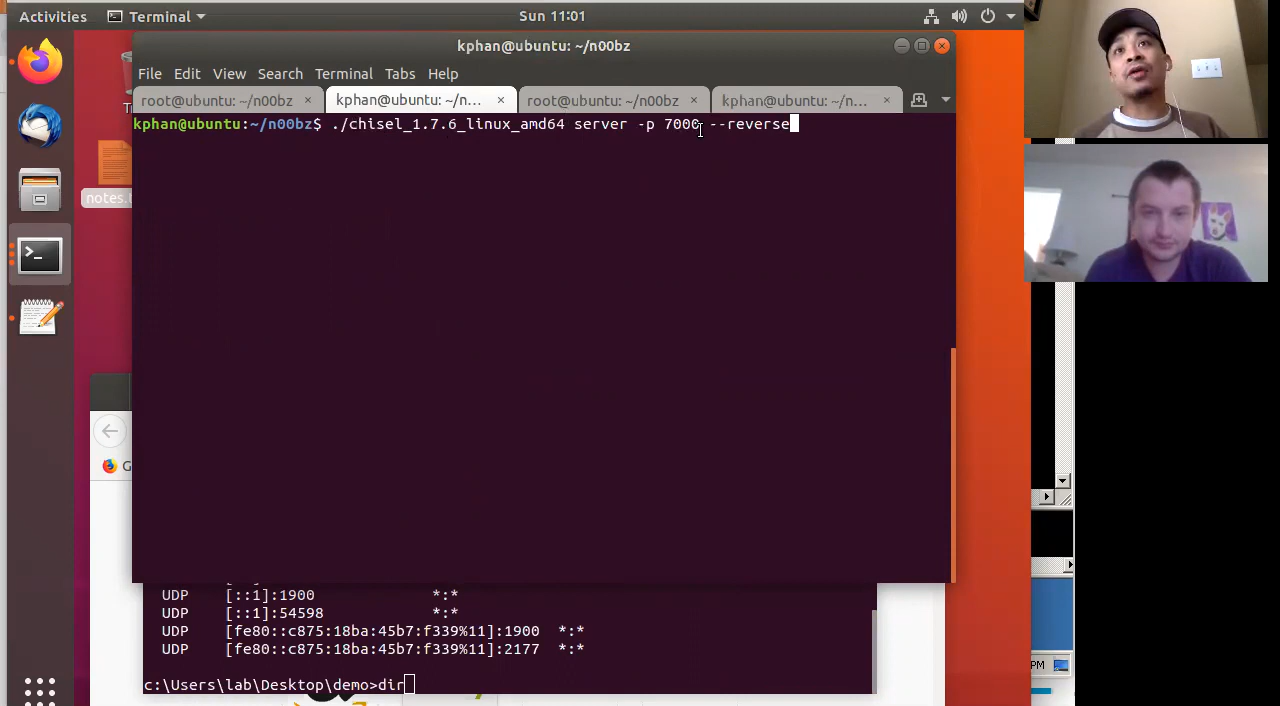 Activities Terminal Sun 11:01
kphan@ubuntu: ~/n00bz
File Edit View Search Terminal Tabs Help
root@ubuntu: ~/n00bz × kphan@ubuntu: ~/n... × root@ubuntu: ~/n00bz × kphan@ubuntu: ~/n... ×
kphan@ubuntu:~/n00bz$ ./chisel_1.7.6_linux_amd64 server -p 7000 --reverse
notes.t
G
UDP [::1]:1900 *:*
UDP [::1]:54598 *:*
UDP [fe80::c875:18ba:45b7:f339%11]:1900 *:*
UDP [fe80::c875:18ba:45b7:f339%11]:2177 *:*
c:\Users\lab\Desktop\demo>dir
PM